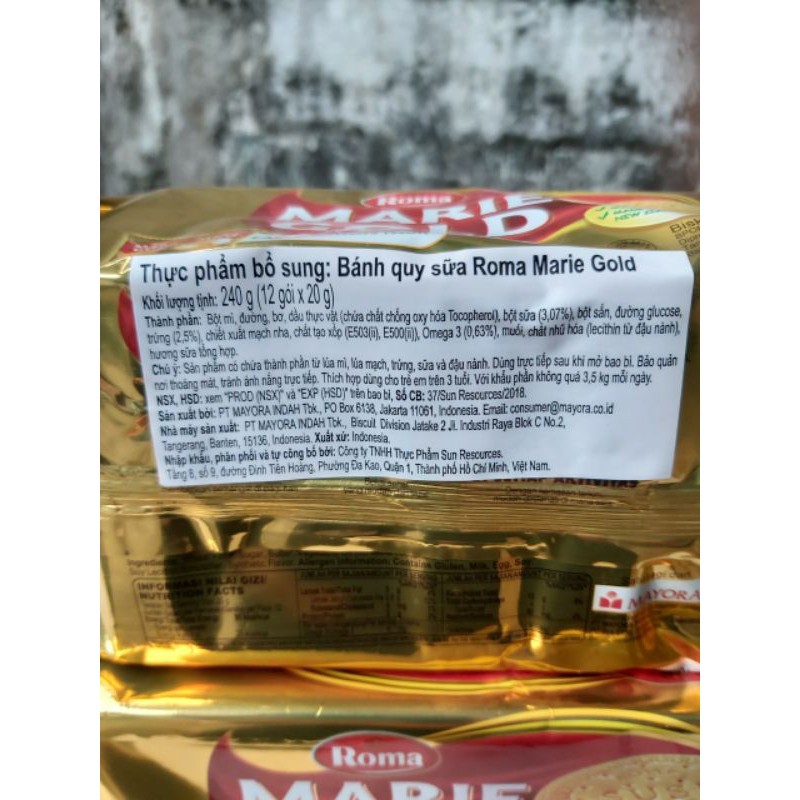 Roma
MARIE
GOLD
Thực phẩm bổ sung: Bánh quy sữa Roma Marie Gold
Khối lượng tịnh: 240 g (12 gói x 20 g)
Thành phần: Bột mì, đường, bơ, dầu thực vật (chứa chất chống oxy hóa Tocopherol), bột sữa (3,07%), bột sắn, đường glucose,
trứng (2,5%), chiết xuất mạch nha, chất tạo xốp (E503(ii), E500(ii)), Omega 3 (0,63%), muối, chất nhũ hóa (lecithin từ đậu nành),
hương sữa tổng hợp.
Chú ý: Sản phẩm có chứa thành phần từ lúa mì, lúa mạch, trứng, sữa và đậu nành. Dùng trực tiếp sau khi mở bao bì. Bảo quản
nơi thoáng mát, tránh ánh nắng trực tiếp. Thích hợp dùng cho trẻ em trên 3 tuổi. Với khẩu phần không quá 3,5 kg mỗi ngày.
NSX, HSD: xem "PROD (NSX)" và "EXP (HSD)" trên bao bì, Số CB: 37/Sun Resources/2018.
Sản xuất bởi: PT MAYORA INDAH Tbk., PO Box 6138, Jakarta 11061, Indonesia. Email: consumer@mayora.co.id
Nhà máy sản xuất: PT MAYORA INDAH Tbk., Biscuit Division Jatake 2 Jl. Industri Raya Blok C No.2,
Tangerang, Banten, 15136, Indonesia. Xuất xứ: Indonesia.
Nhập khẩu, phân phối và tự công bố bởi: Công ty TNHH Thực Phẩm Sun Resources.
Tầng 8, số 9, đường Đinh Tiên Hoàng, Phường Đa Kao, Quận 1, Thành phố Hồ Chí Minh, Việt Nam.
Allergen information: Contains Gluten, Milk, Egg, Soy
INFORMASI NILAI GIZI/
NUTRITION FACTS
MAYORA
Roma
MARIE